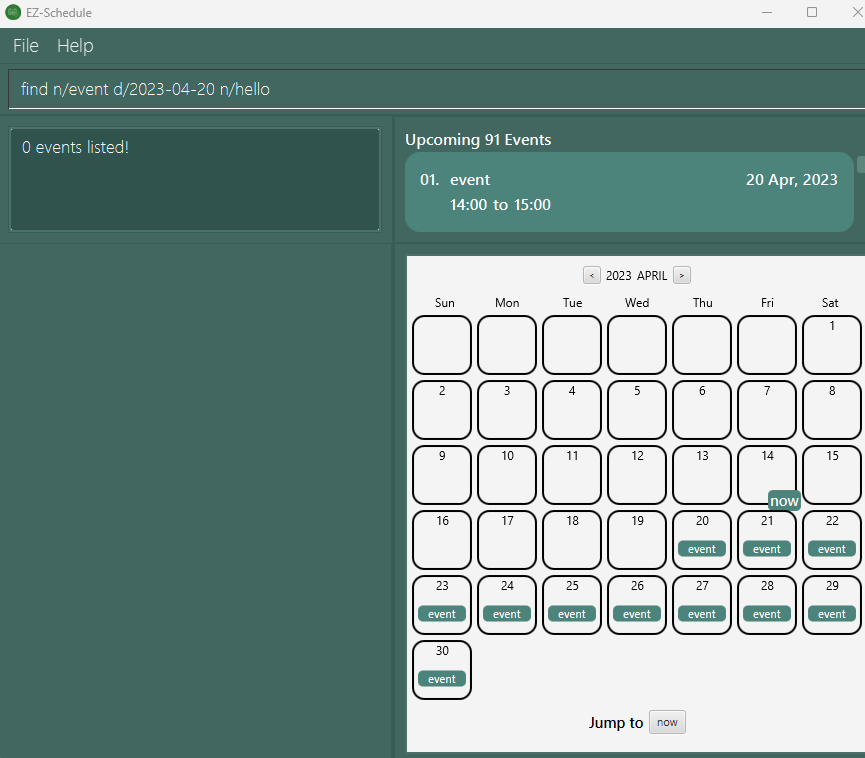 EZ-Schedule
File Help
find n/event d/2023-04-20 n/hello
0 events listed!
Upcoming 91 Events
01. event 20 Apr, 2023
14:00 to 15:00
< 2023 APRIL >
Sun Mon Tue Wed Thu Fri Sat
1
2 3 4 5 6 7 8
9 10 11 12 13 14 15
now
16 17 18 19 20 21 22
event event event
23 24 25 26 27 28 29
event event event event event event event
30
event
Jump to now